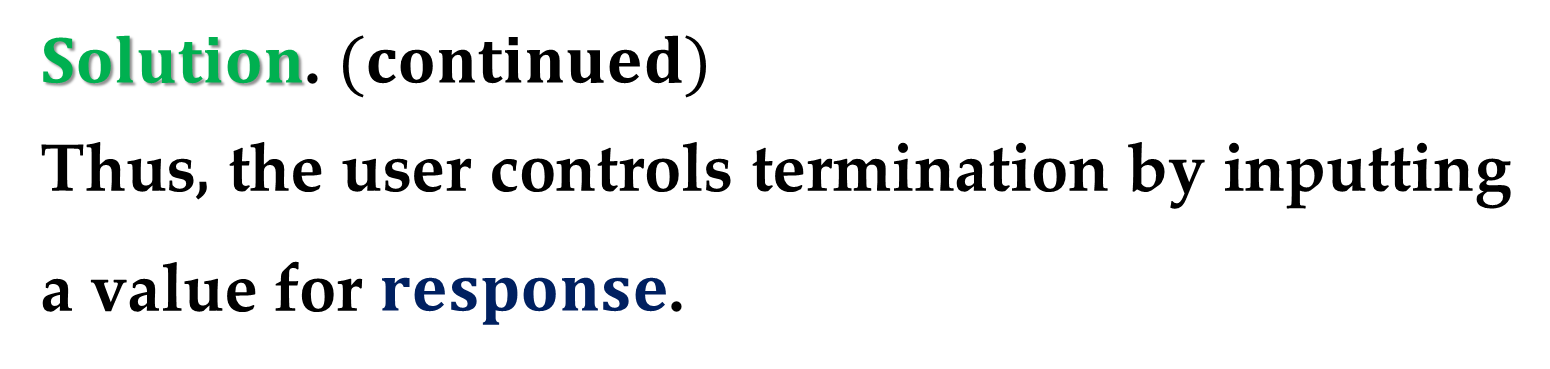 Solution. (continued)
Thus, the user controls termination by inputting
a value for response.